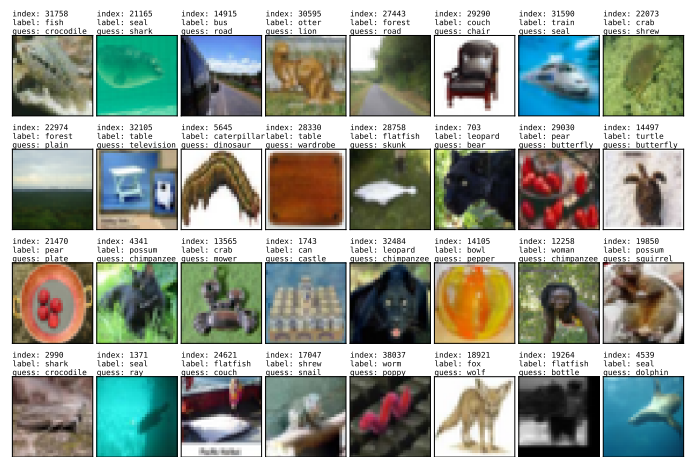 index: 31758 index: 21165 index: 14915 index: 30595 index: 27443 index: 29290 index: 31590 index: 22073
label: fish label: seal label: bus label: otter label: forest label: couch label: train label: crab
guess: crocodile guess: shark guess: road guess: lion guess: road guess: chair guess: seal guess: shrew
index: 22974 index: 32105 index: 5645 index: 28330 index: 28758 index: 703 index: 29030 index: 14497
label: forest label: table label: caterpillar label: table label: flatfish label: leopard label: pear label: turtle
guess: plain guess: television guess: dinosaur guess: wardrobe guess: skunk guess: bear guess: butterfly guess: butterfly
index: 21470 index: 4341 index: 13565 index: 1743 index: 32484 index: 14105 index: 12258 index: 19850
label: pear label: possum label: crab label: can label: leopard label: bowl label: woman label: possum
guess: plate guess: chimpanzee guess: mower guess: castle guess: chimpanzee guess: pepper guess: chimpanzee guess: squirrel
index: 2990 index: 1371 index: 24621 index: 17047 index: 38037 index: 18921 index: 19264 index: 4539
label: shark label: seal label: flatfish label: shrew label: worm label: fox label: flatfish label: seal
guess: crocodile guess: ray guess: couch guess: snail guess: poppy guess: wolf guess: bottle guess: dolphin